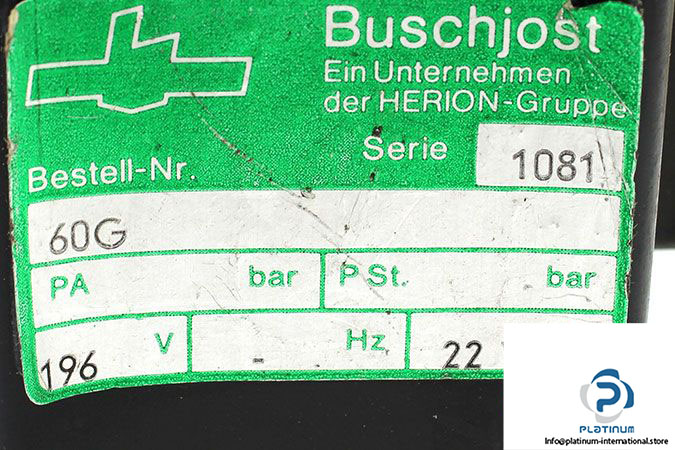 Buschjost
Ein Unternehmen
der HERION-Gruppe
Serie 1081
Bestell-Nr.
60G
PA bar P.St. bar
196 V - Hz 22
PLATINUM
Info@platinum-international.store